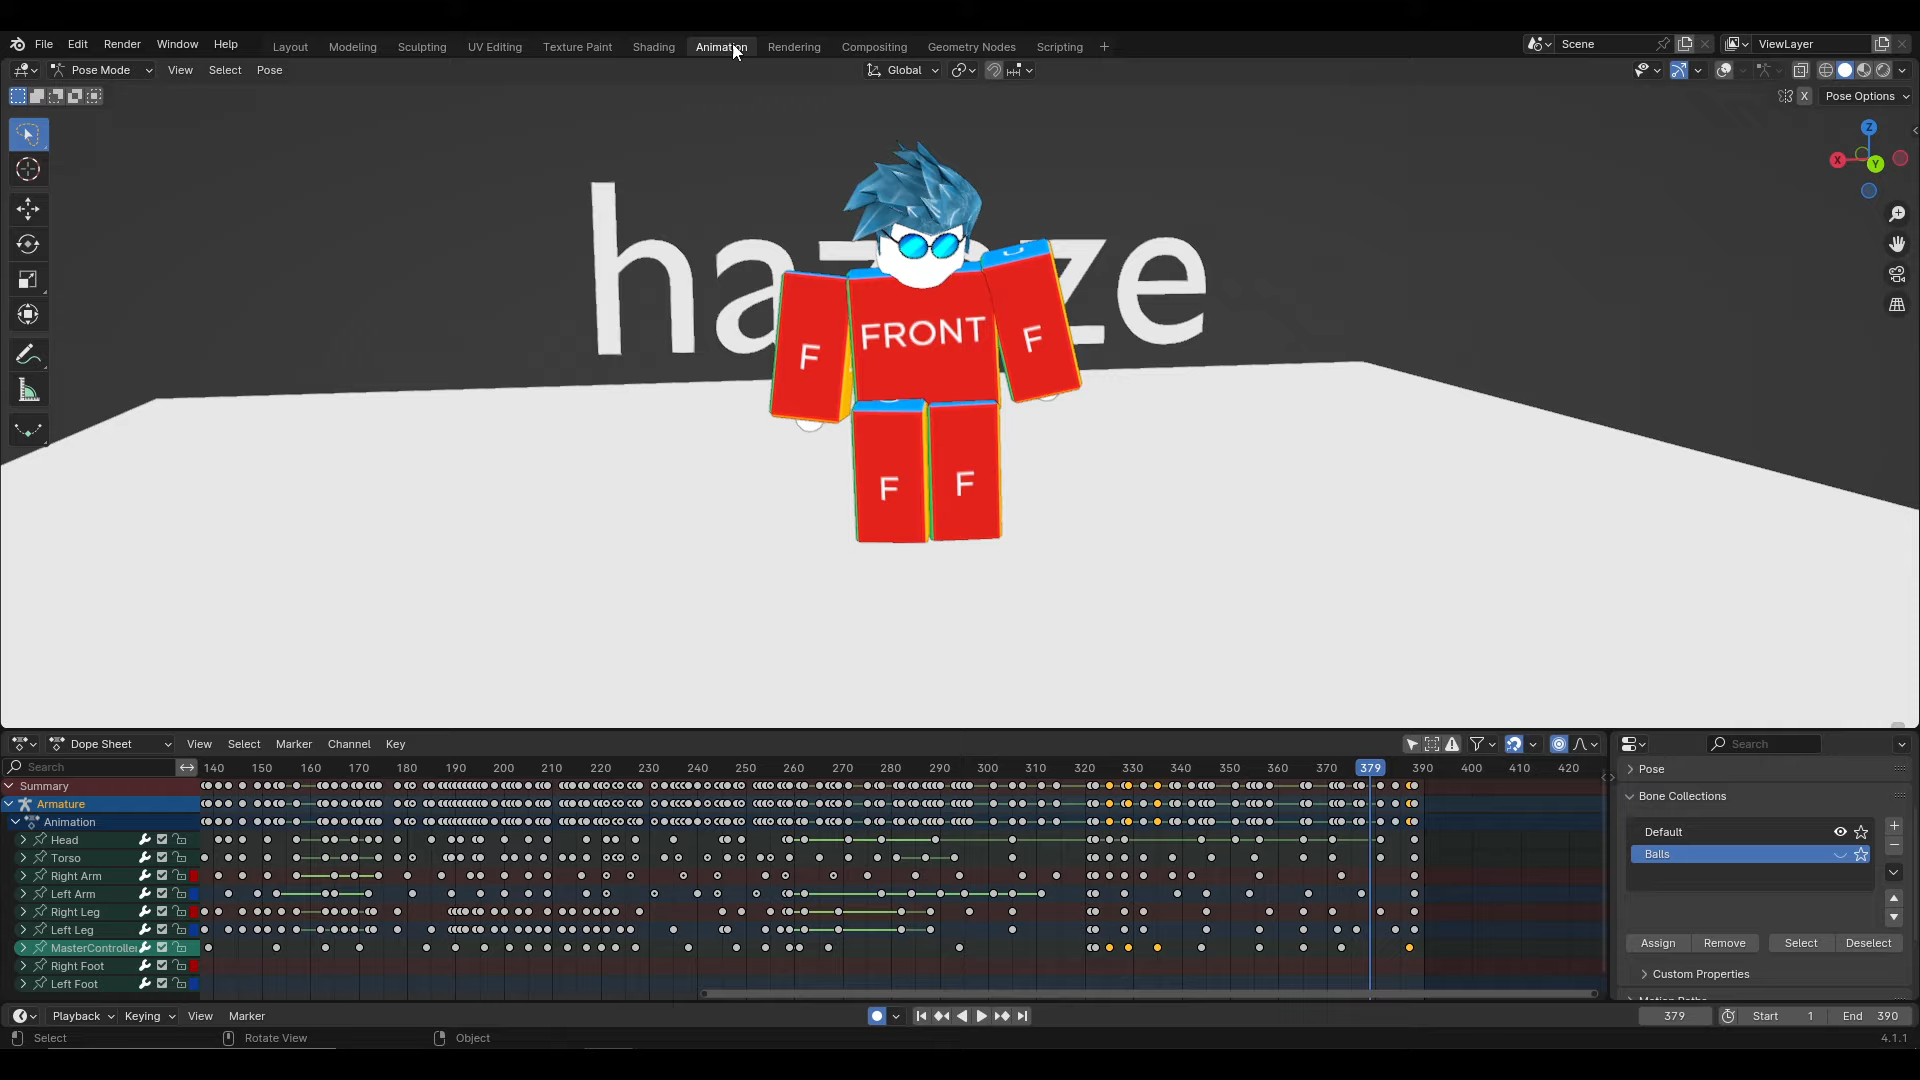 File Edit Render Window Help Layout Modeling Sculpting UV Editing Texture Paint Shading Animation Rendering Compositing Geometry Nodes Scripting + Scene ViewLayer
Pose Mode View Select Pose Global
X Pose Options
Z
X Y
FRONT
F F
F F
Dope Sheet View Select Marker Channel Key Search
Search 140 150 160 170 180 190 200 210 220 230 240 250 260 270 280 290 300 310 320 330 340 350 360 370 379 390 400 410 420
Pose
Summary
Bone Collections
Armature
Animation
Default
Head
Balls
Torso
Right Arm
Left Arm
Right Leg
Left Leg
Assign Remove Select Deselect
MasterController
Right Foot
Custom Properties
Left Foot
Playback Keying View Marker 379 Start 1 End 390
Select Rotate View Object 4.1.1